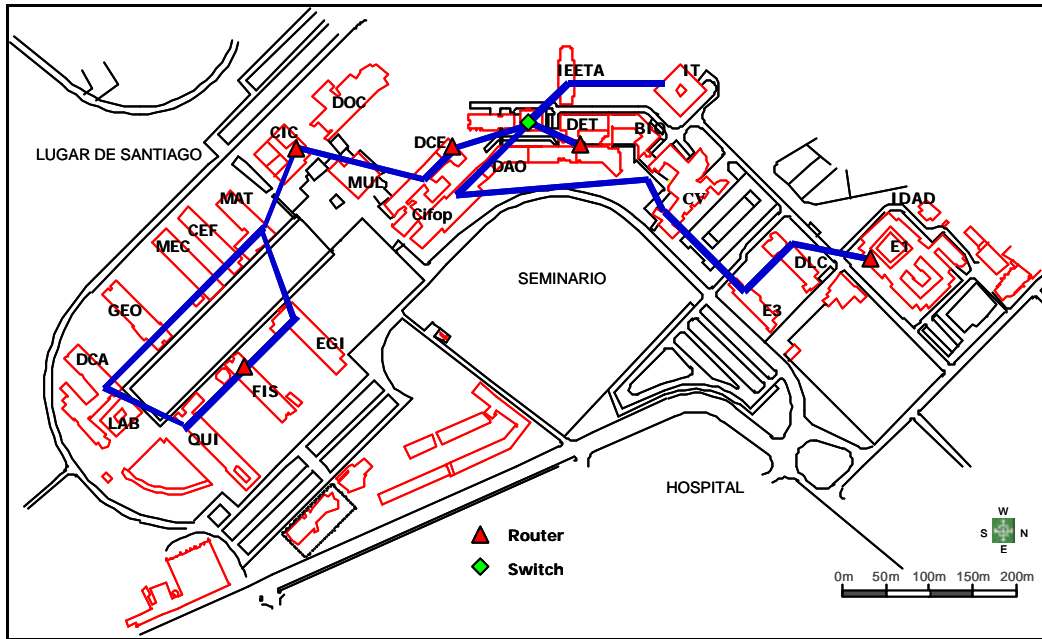 IEETA
IT
DOC
CIC
DCE
DET
BIO
LUGAR DE SANTIAGO
DAO
MUL
MAT
CV
IDAD
Cifop
CEF
MEC
E1
DLC
SEMINARIO
GEO
E3
EGI
DCA
FIS
LAB
QUI
HOSPITAL
Router
Switch
W
S
N
E
0m 50m 100m 150m 200m